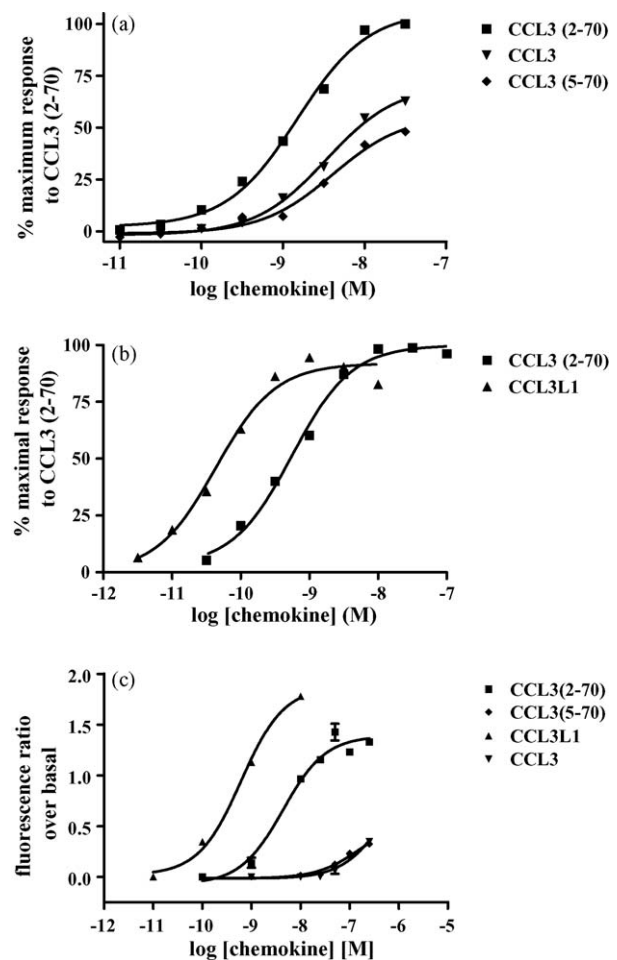 (a)
CCL3 (2-70)
CCL3
CCL3 (5-70)
% maximum response
to CCL3 (2-70)
100
75
50
25
0
-11 -10 -9 -8 -7
log [chemokine] (M)
(b)
CCL3 (2-70)
CCL3L1
% maximal response
to CCL3 (2-70)
100
75
50
25
0
-12 -11 -10 -9 -8 -7
log [chemokine] (M)
(c)
CCL3(2-70)
CCL3(5-70)
CCL3L1
CCL3
fluorescence ratio
over basal
2.0
1.5
1.0
0.5
0.0
-12 -11 -10 -9 -8 -7 -6 -5
log [chemokine] [M]